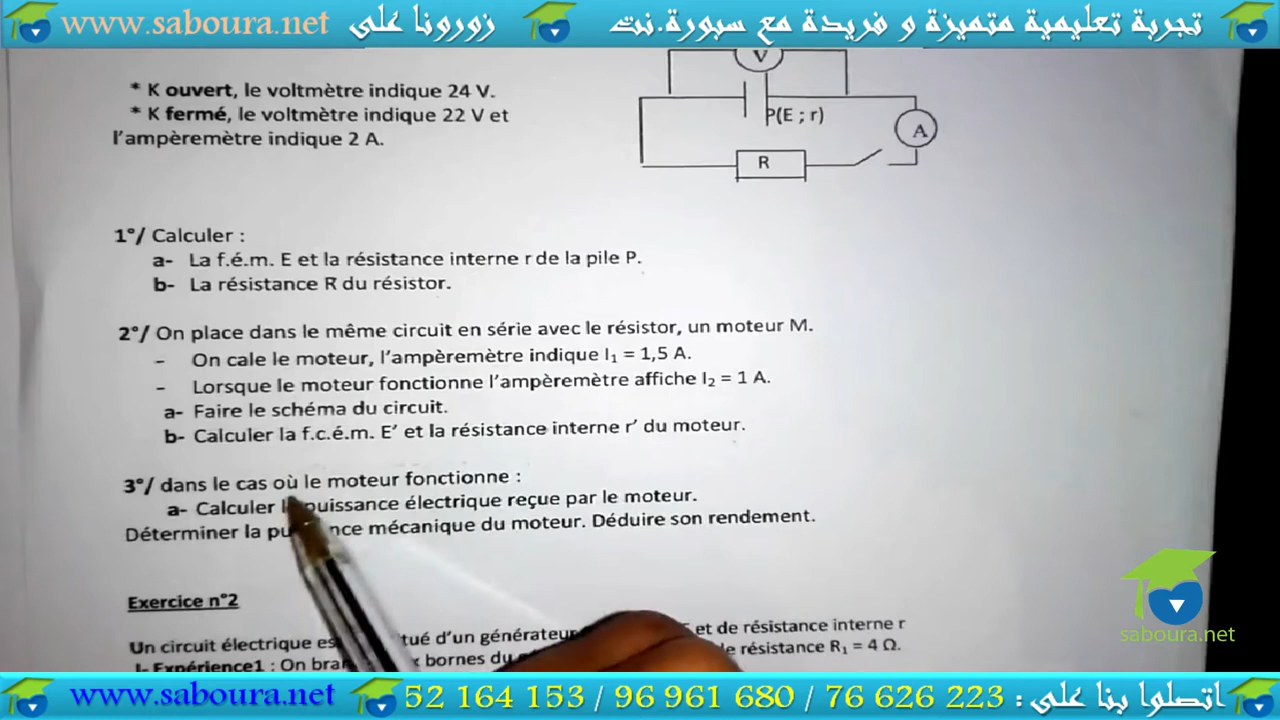 www.saboura.net زورونا على تجربة تعليمية متميزة و فريدة مع سبورة.نت
V
* K ouvert, le voltmètre indique 24 V.
* K fermé, le voltmètre indique 22 V et
l'ampèremètre indique 2 A.
P(E ; r)
A
R
1°/ Calculer :
a- La f.é.m. E et la résistance interne r de la pile P.
b- La résistance R du résistor.
2°/ On place dans le même circuit en série avec le résistor, un moteur M.
- On cale le moteur, l'ampèremètre indique I₁ = 1,5 A.
- Lorsque le moteur fonctionne l'ampèremètre affiche I₂ = 1 A.
a- Faire le schéma du circuit.
b- Calculer la f.c.é.m. E' et la résistance interne r' du moteur.
3°/ dans le cas où le moteur fonctionne :
a- Calculer puissance électrique reçue par le moteur.
Déterminer la mécanique du moteur. Déduire son rendement.
Exercice n°2
Un circuit électrique d'un générateur et de résistance interne r
I- Expérience1 : On bornes du résistance R₁ = 4 Ω.
saboura.net
www.saboura.net 52 164 153 / 96 961 680 / 76 626 223 : اتصلوا بنا على